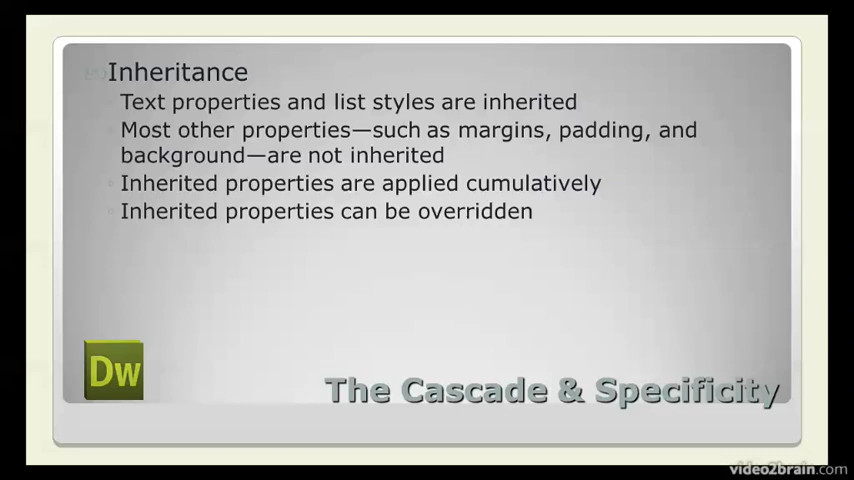 Inheritance
Text properties and list styles are inherited
Most other properties—such as margins, padding, and
background—are not inherited
Inherited properties are applied cumulatively
Inherited properties can be overridden
Dw
The Cascade & Specificity
video2brain.com